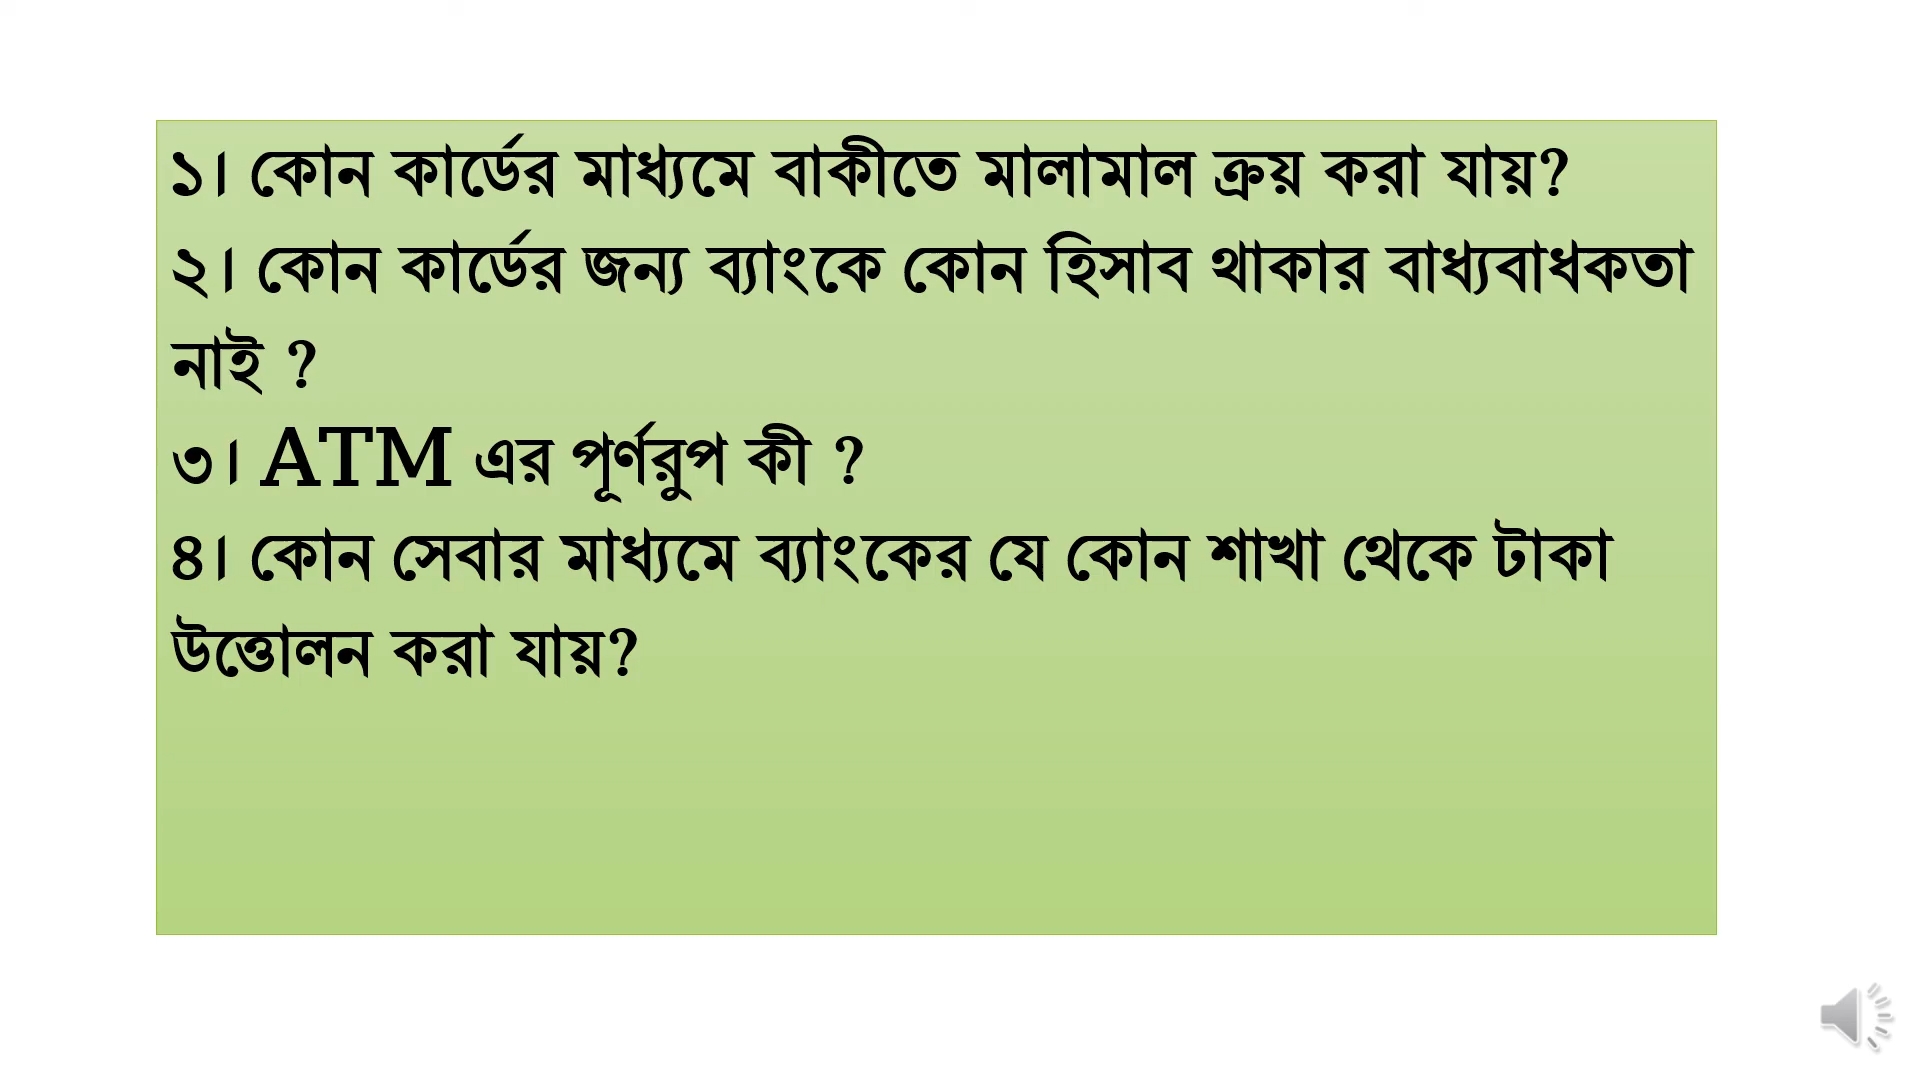 ১। কোন কার্ডের মাধ্যমে বাকীতে মালামাল ক্রয় করা যায়?
২। কোন কার্ডের জন্য ব্যাংকে কোন হিসাব থাকার বাধ্যবাধকতা
নাই ?
৩। ATM এর পূর্ণরুপ কী ?
৪। কোন সেবার মাধ্যমে ব্যাংকের যে কোন শাখা থেকে টাকা
উত্তোলন করা যায়?